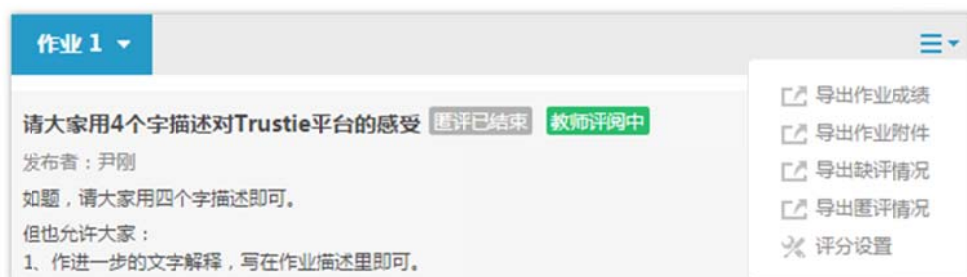 作业 1
请大家用4个字描述对Trustie平台的感受 匿评已结束 教师评阅中
发布者：尹刚
如题，请大家用四个字描述即可。
但也允许大家：
1、作进一步的文字解释，写在作业描述里即可。
导出作业成绩
导出作业附件
导出缺评情况
导出匿评情况
评分设置